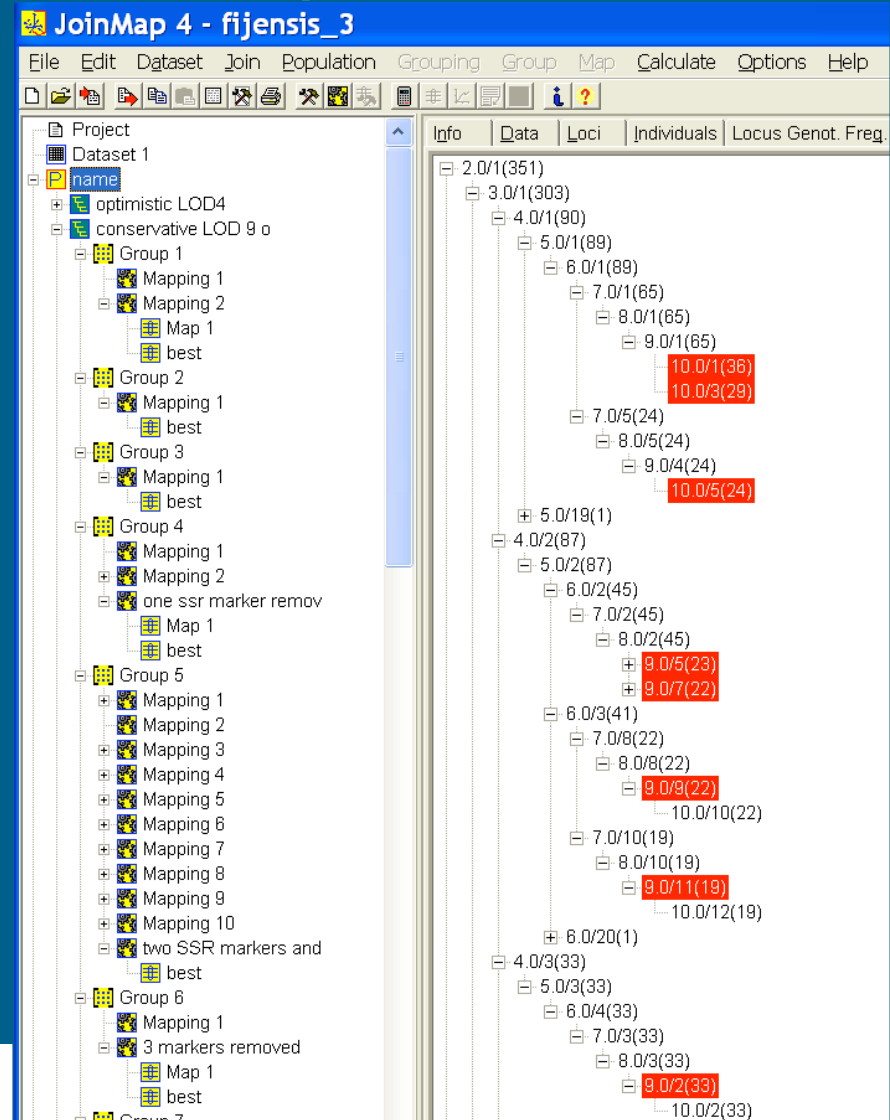 JoinMap 4 - fijensis_3
File Edit Dataset Join Population Grouping Group Map Calculate Options Help
Project
Dataset 1
name
optimistic LOD4
conservative LOD 9 o
Group 1
Mapping 1
Mapping 2
Map 1
best
Group 2
Mapping 1
best
Group 3
Mapping 1
best
Group 4
Mapping 1
Mapping 2
one ssr marker remov
Map 1
best
Group 5
Mapping 1
Mapping 2
Mapping 3
Mapping 4
Mapping 5
Mapping 6
Mapping 7
Mapping 8
Mapping 9
Mapping 10
two SSR markers and
best
Group 6
Mapping 1
3 markers removed
Map 1
best
Group 7
Info Data Loci Individuals Locus Genot. Freq.
2.0/1(351)
3.0/1(303)
4.0/1(90)
5.0/1(89)
6.0/1(89)
7.0/1(65)
8.0/1(65)
9.0/1(65)
10.0/1(36)
10.0/3(29)
7.0/5(24)
8.0/5(24)
9.0/4(24)
10.0/5(24)
5.0/19(1)
4.0/2(87)
5.0/2(87)
6.0/2(45)
7.0/2(45)
8.0/2(45)
9.0/5(23)
9.0/7(22)
6.0/3(41)
7.0/8(22)
8.0/8(22)
9.0/9(22)
10.0/10(22)
7.0/10(19)
8.0/10(19)
9.0/11(19)
10.0/12(19)
6.0/20(1)
4.0/3(33)
5.0/3(33)
6.0/4(33)
7.0/3(33)
8.0/3(33)
9.0/2(33)
10.0/2(33)